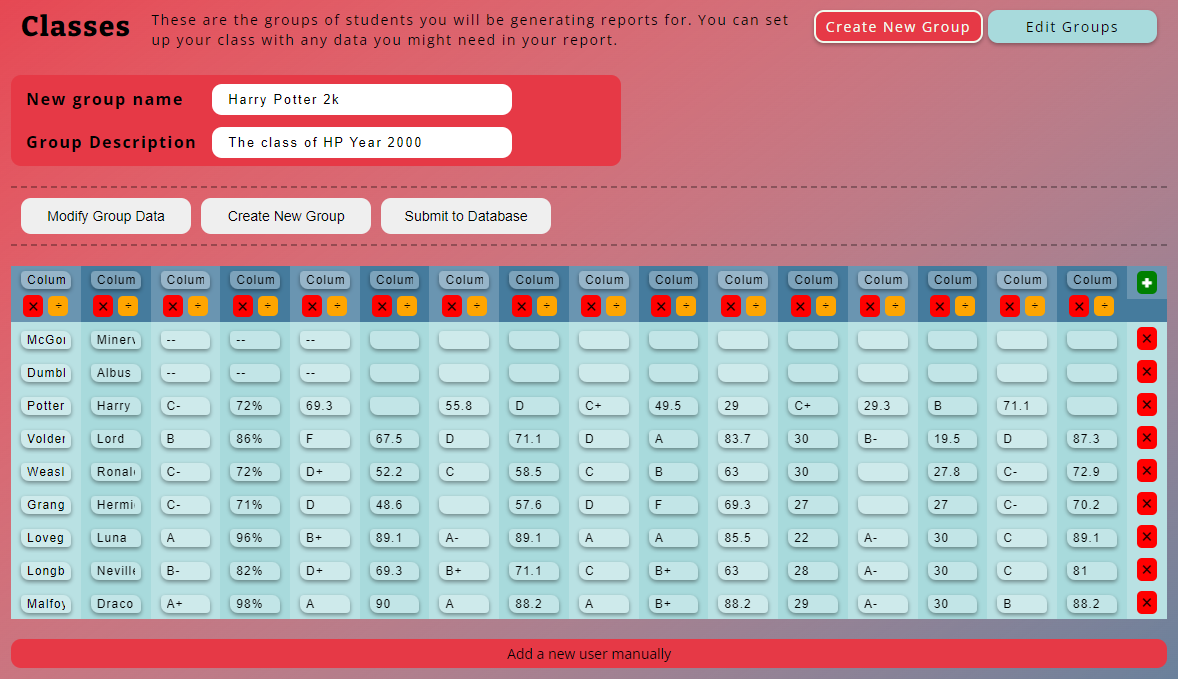 Classes
These are the groups of students you will be generating reports for. You can set
up your class with any data you might need in your report.
Create New Group
Edit Groups
New group name
Harry Potter 2k
Group Description
The class of HP Year 2000
Modify Group Data
Create New Group
Submit to Database
Colum Colum Colum Colum Colum Colum Colum Colum Colum Colum Colum Colum Colum Colum Colum Colum
McGor Minerv -- -- --
Dumbl Albus -- -- --
Potter Harry C- 72% 69.3 55.8 D C+ 49.5 29 C+ 29.3 B 71.1
Volder Lord B 86% F 67.5 D 71.1 D A 83.7 30 B- 19.5 D 87.3
Weasl Ronal C- 72% D+ 52.2 C 58.5 C B 63 30 27.8 C- 72.9
Grang Hermi C- 71% D 48.6 57.6 D F 69.3 27 27 C- 70.2
Loveg Luna A 96% B+ 89.1 A- 89.1 A A 85.5 22 A- 30 C 89.1
Longb Neville B- 82% D+ 69.3 B+ 71.1 C B+ 63 28 A- 30 C 81
Malfoy Draco A+ 98% A 90 A 88.2 A B+ 88.2 29 A- 30 B 88.2
Add a new user manually